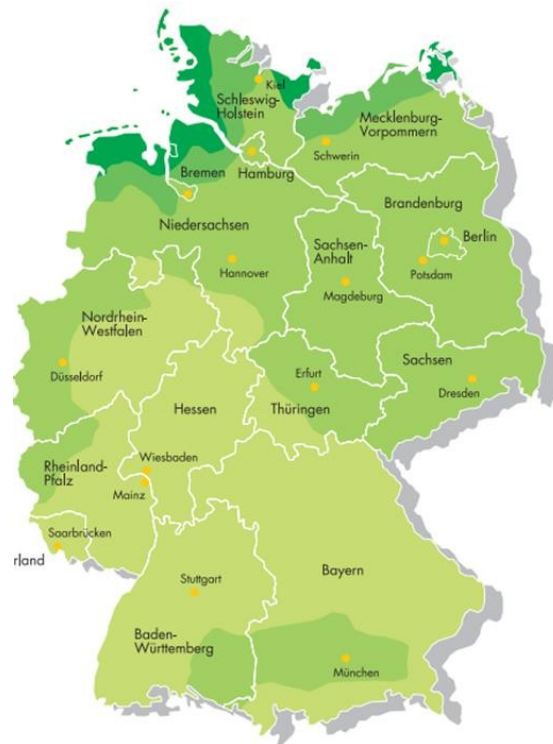 Kiel
Schleswig-
Holstein
Mecklenburg-
Vorpommern
Schwerin
Hamburg
Bremen
Brandenburg
Niedersachsen
Berlin
Sachsen-
Anhalt
Hannover
Potsdam
Magdeburg
Nordrhein-
Westfalen
Sachsen
Düsseldorf
Erfurt
Dresden
Hessen
Thüringen
Wiesbaden
Rheinland-
Pfalz
Mainz
Saarbrücken
rland
Bayern
Stuttgart
Baden-
Württemberg
München